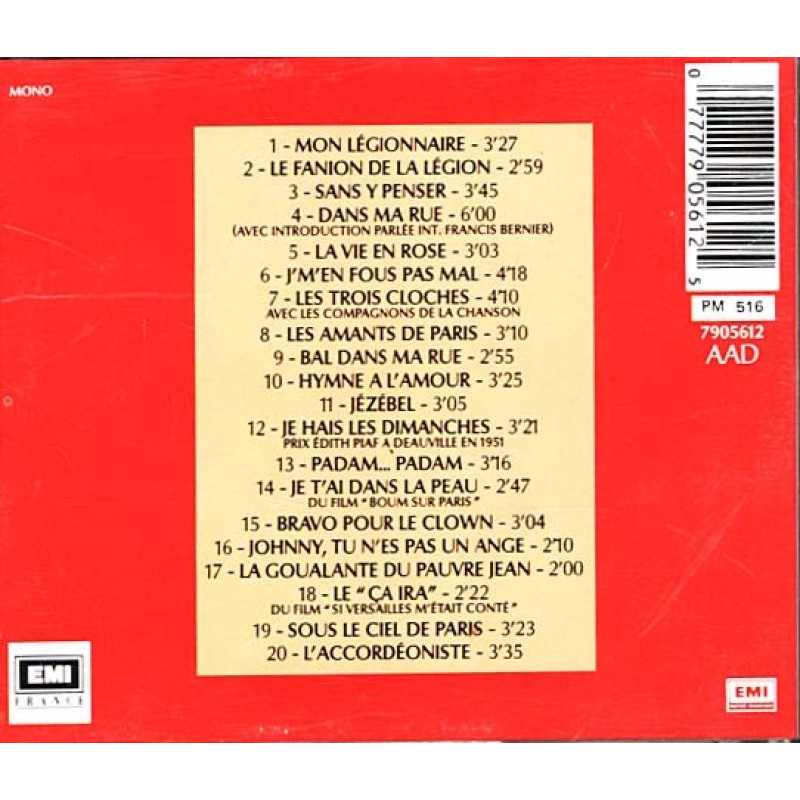 MONO
1 - MON LÉGIONNAIRE - 3'27
2 - LE FANION DE LA LÉGION - 2'59
3 - SANS Y PENSER - 3'45
4 - DANS MA RUE - 6'00
(AVEC INTRODUCTION PARLÉE INT. FRANCIS BERNIER)
5 - LA VIE EN ROSE - 3'03
6 - J'M'EN FOUS PAS MAL - 4'18
7 - LES TROIS CLOCHES - 4'10
AVEC LES COMPAGNONS DE LA CHANSON
8 - LES AMANTS DE PARIS - 3'10
9 - BAL DANS MA RUE - 2'55
10 - HYMNE A L'AMOUR - 3'25
11 - JÉZÉBEL - 3'05
12 - JE HAIS LES DIMANCHES - 3'21
PRIX ÉDITH PIAF A DEAUVILLE EN 1951
13 - PADAM... PADAM - 3'16
14 - JE T'AI DANS LA PEAU - 2'47
DU FILM "BOUM SUR PARIS"
15 - BRAVO POUR LE CLOWN - 3'04
16 - JOHNNY, TU N'ES PAS UN ANGE - 2'10
17 - LA GOUALANTE DU PAUVRE JEAN - 2'00
18 - LE "ÇA IRA" - 2'22
DU FILM "SI VERSAILLES M'ÉTAIT CONTÉ"
19 - SOUS LE CIEL DE PARIS - 3'23
20 - L'ACCORDÉONISTE - 3'35
0 77779 05612 5
PM 516
7905612
AAD
EMI
FRANCE
EMI